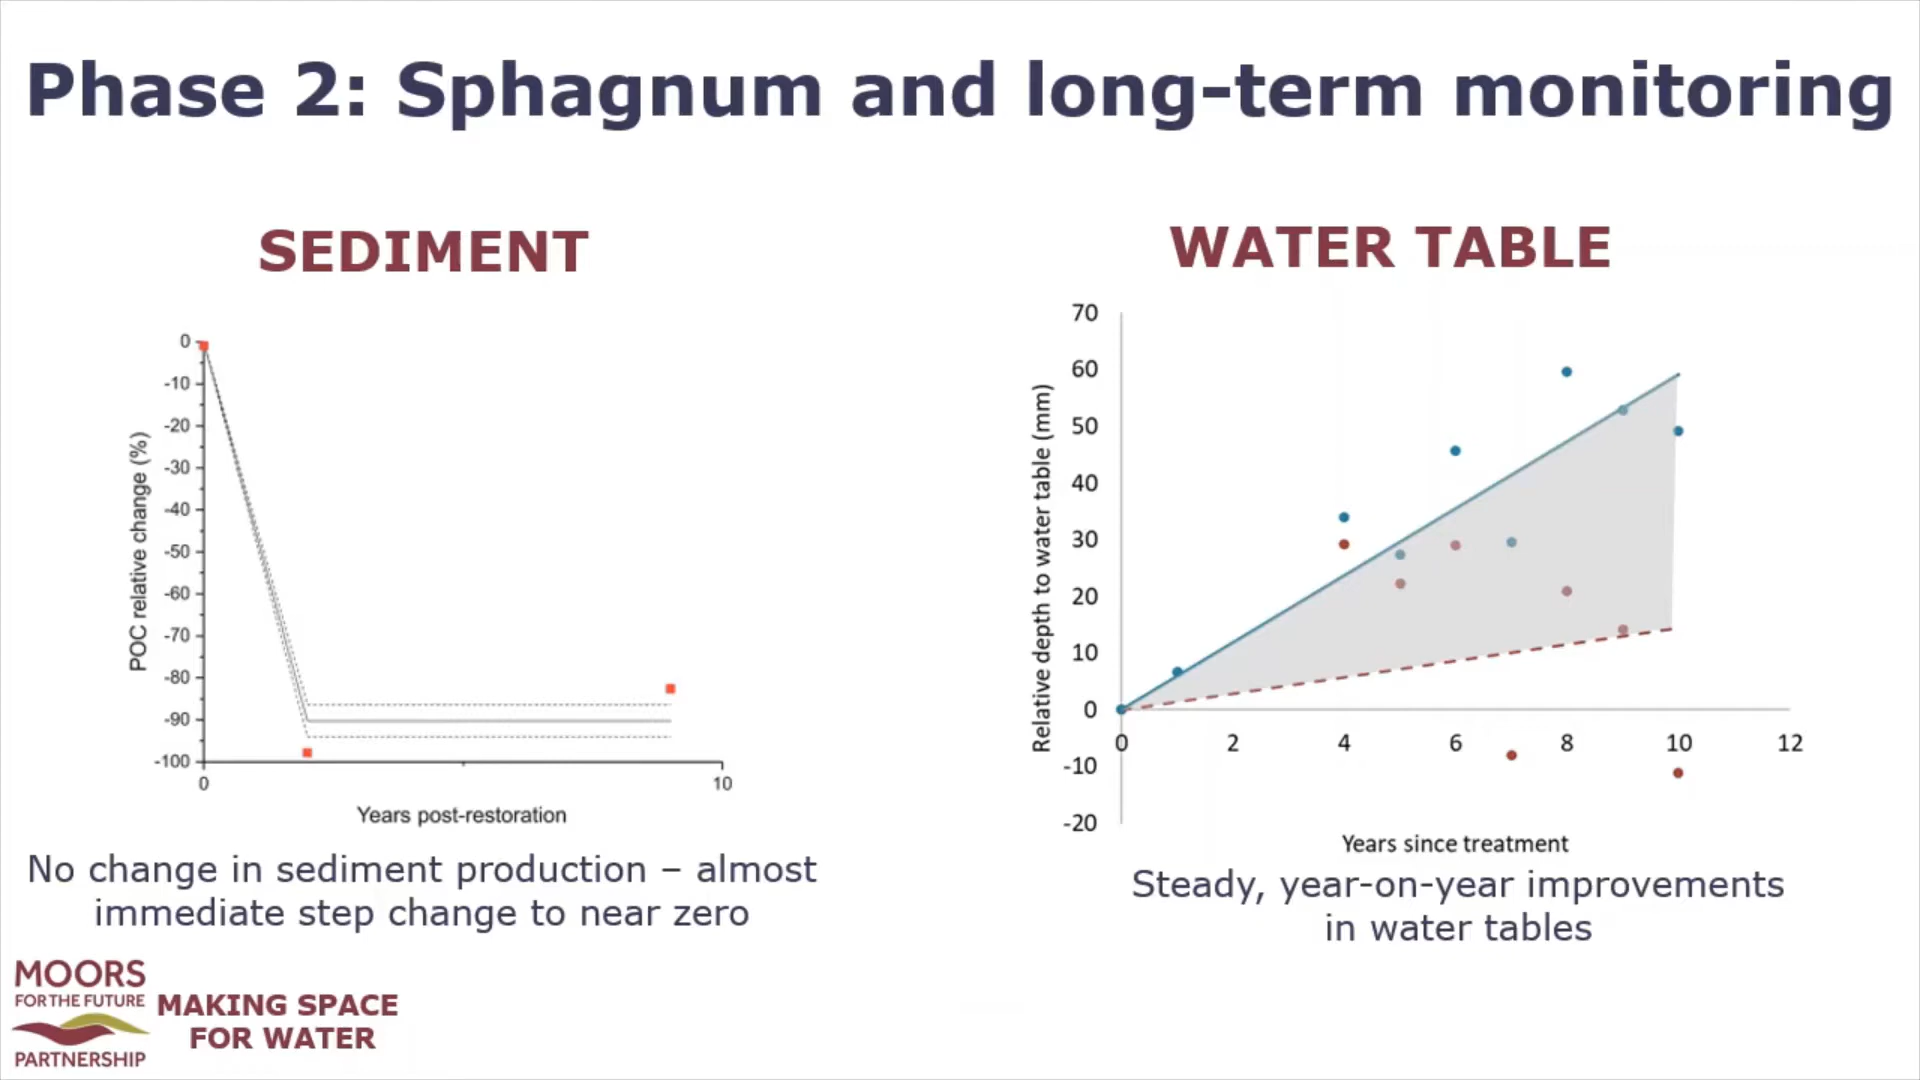 Phase 2: Sphagnum and long-term monitoring
SEDIMENT
0
-10
-20
-30
-40
-50
-60
-70
-80
-90
-100
POC relative change (%)
0
10
Years post-restoration
No change in sediment production – almost
immediate step change to near zero
WATER TABLE
70
60
50
40
30
20
10
0
-10
-20
Relative depth to water table (mm)
0
2
4
6
8
10
12
Years since treatment
Steady, year-on-year improvements
in water tables
MOORS
FOR THE FUTURE
PARTNERSHIP
MAKING SPACE
FOR WATER